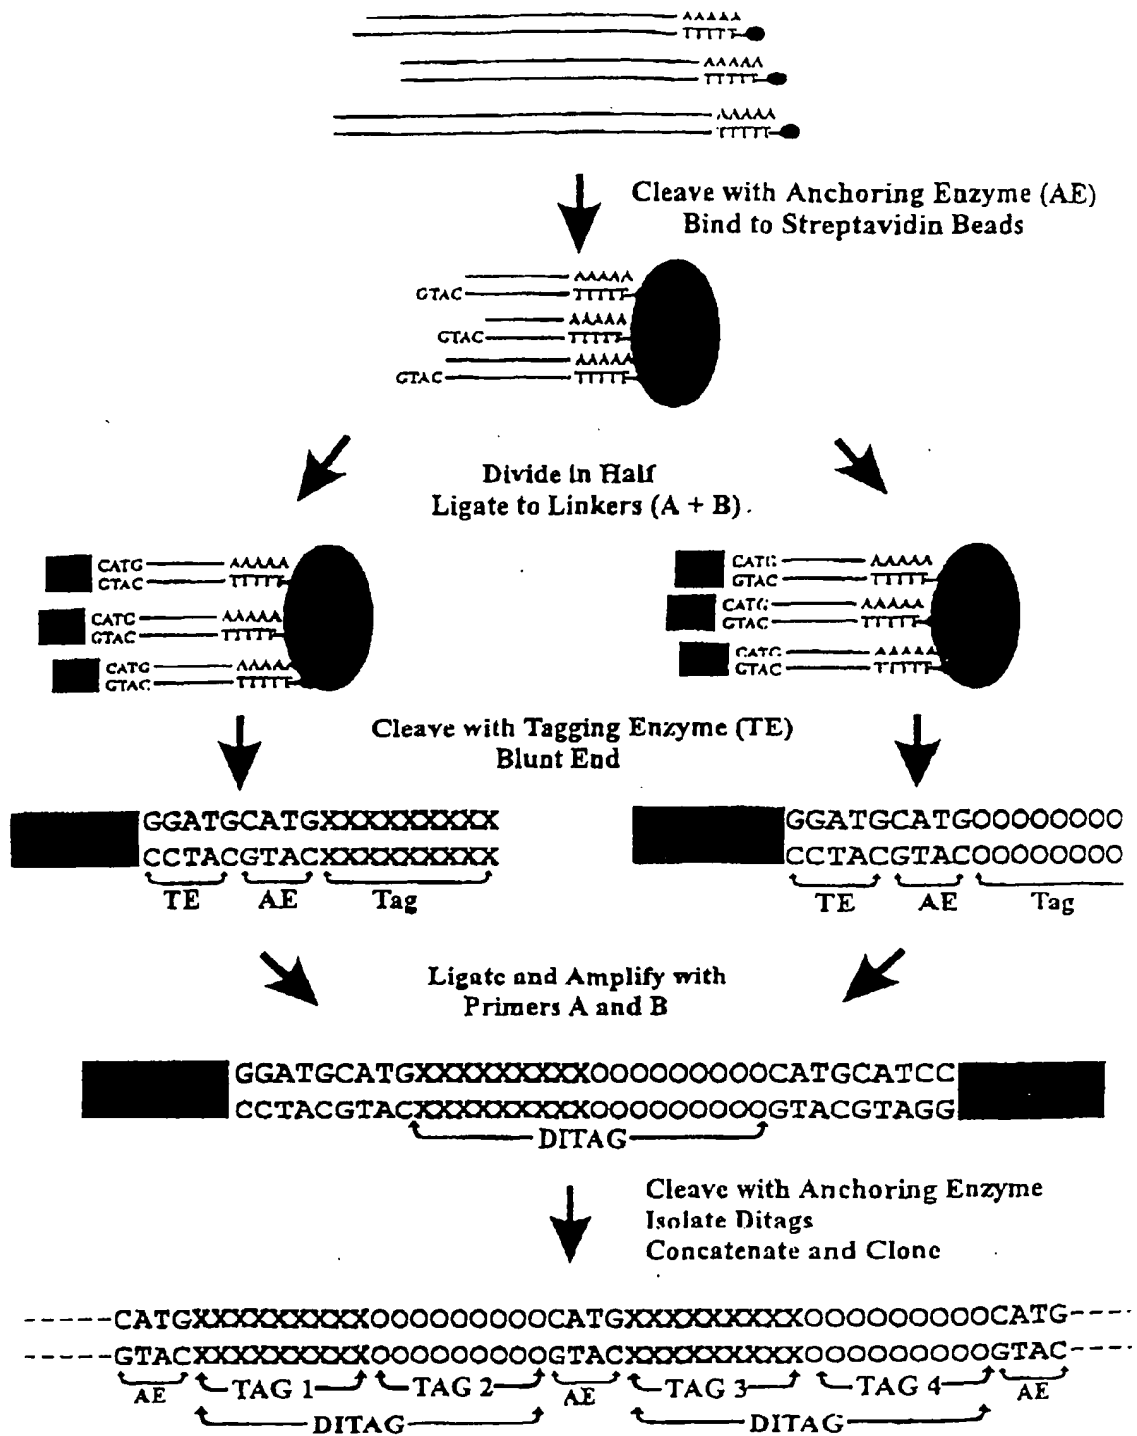 AAAAA
TTTTT
AAAAA
TTTTT
AAAAA
TTTTT
Cleave with Anchoring Enzyme (AE)
Bind to Streptavidin Beads
AAAAA
GTAC TTTTT
AAAAA
GTAC TTTTT
AAAAA
GTAC TTTTT
Divide in Half
Ligate to Linkers (A + B)
CATG AAAAA CATG AAAAA
GTAC TTTTT GTAC TTTTT
CATG AAAAA CATG AAAAA
GTAC TTTTT GTAC TTTTT
CATG AAAAA CATG AAAAA
GTAC TTTTT GTAC TTTTT
Cleave with Tagging Enzyme (TE)
Blunt End
GGATGCATGXXXXXXXXX GGATGCATGOOOOOOOO
CCTACGTACXXXXXXXXX CCTACGTACOOOOOOOO
TE AE Tag TE AE Tag
Ligate and Amplify with
Primers A and B
GGATGCATGXXXXXXXXXOOOOOOOOOCATGCATCC
CCTACGTACXXXXXXXXXOOOOOOOOOGTACGTAGG
DITAG
Cleave with Anchoring Enzyme
Isolate Ditags
Concatenate and Clone
-----CATGXXXXXXXXXOOOOOOOOOCATGXXXXXXXXXOOOOOOOOOCATG----
-----GTACXXXXXXXXXOOOOOOOOOGTACXXXXXXXXXOOOOOOOOOGTAC----
AE TAG 1 TAG 2 AE TAG 3 TAG 4 AE
DITAG DITAG